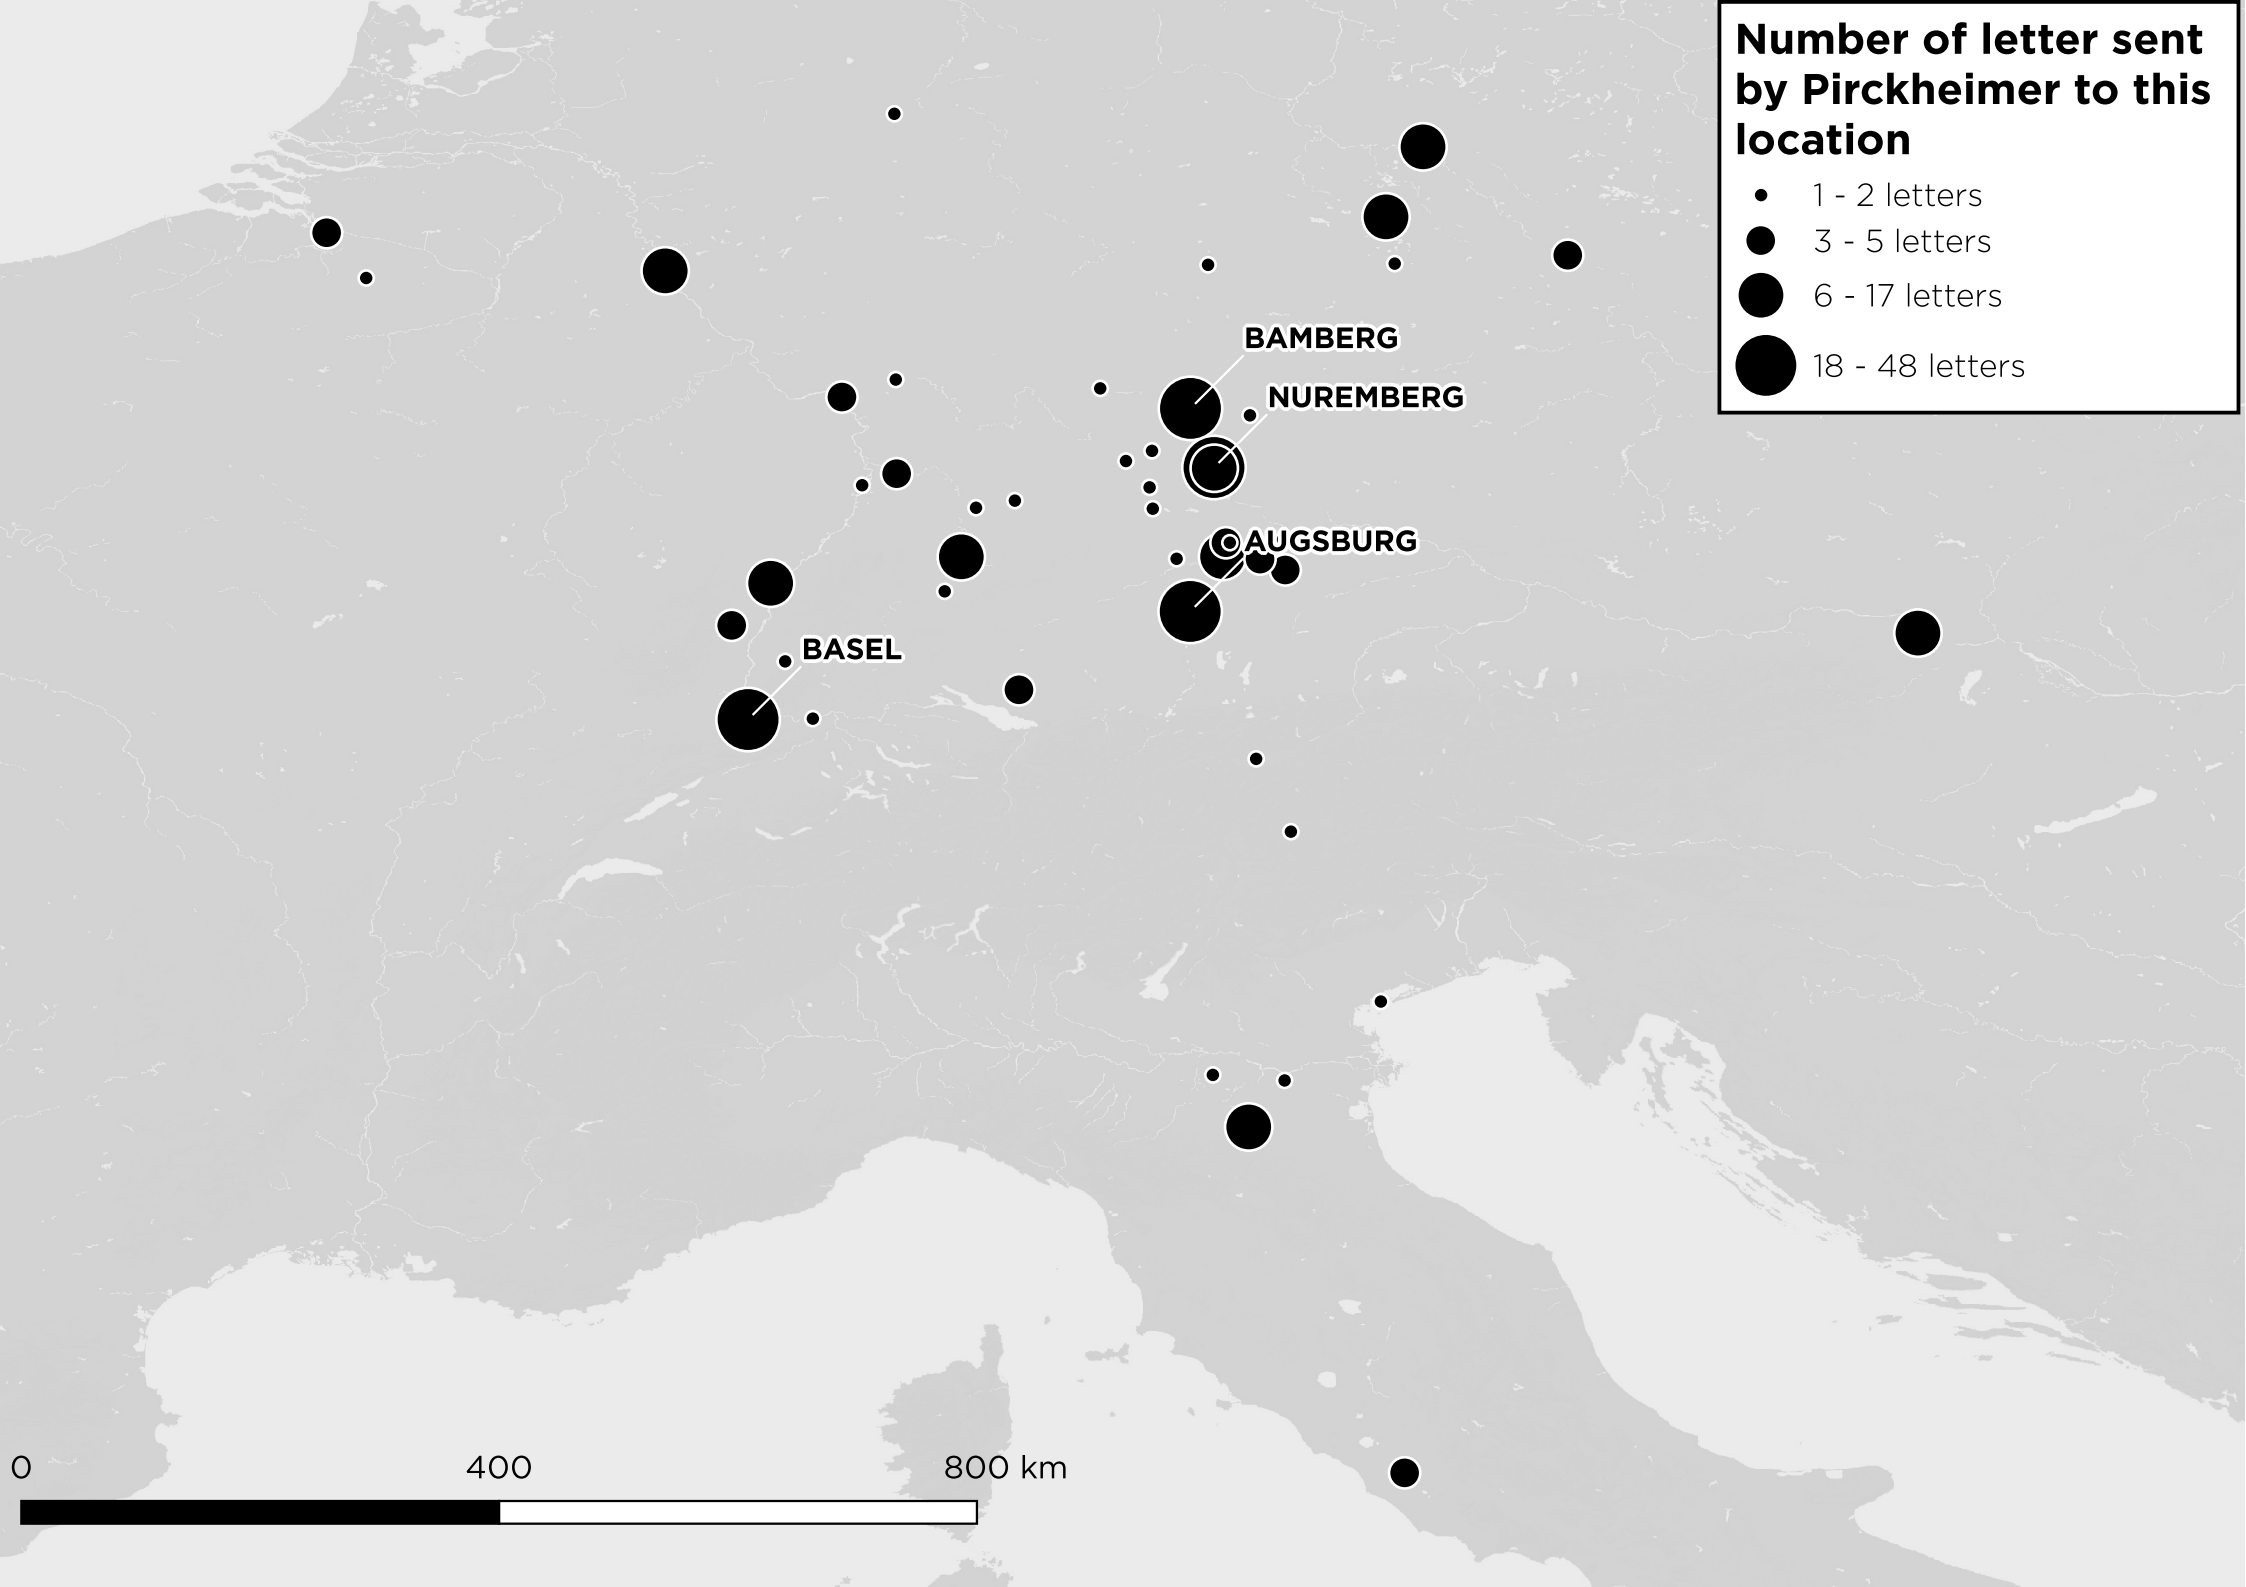 Number of letter sent
by Pirckheimer to this
location
1 - 2 letters
3 - 5 letters
6 - 17 letters
18 - 48 letters
BAMBERG
NUREMBERG
AUGSBURG
BASEL
0 400 800 km